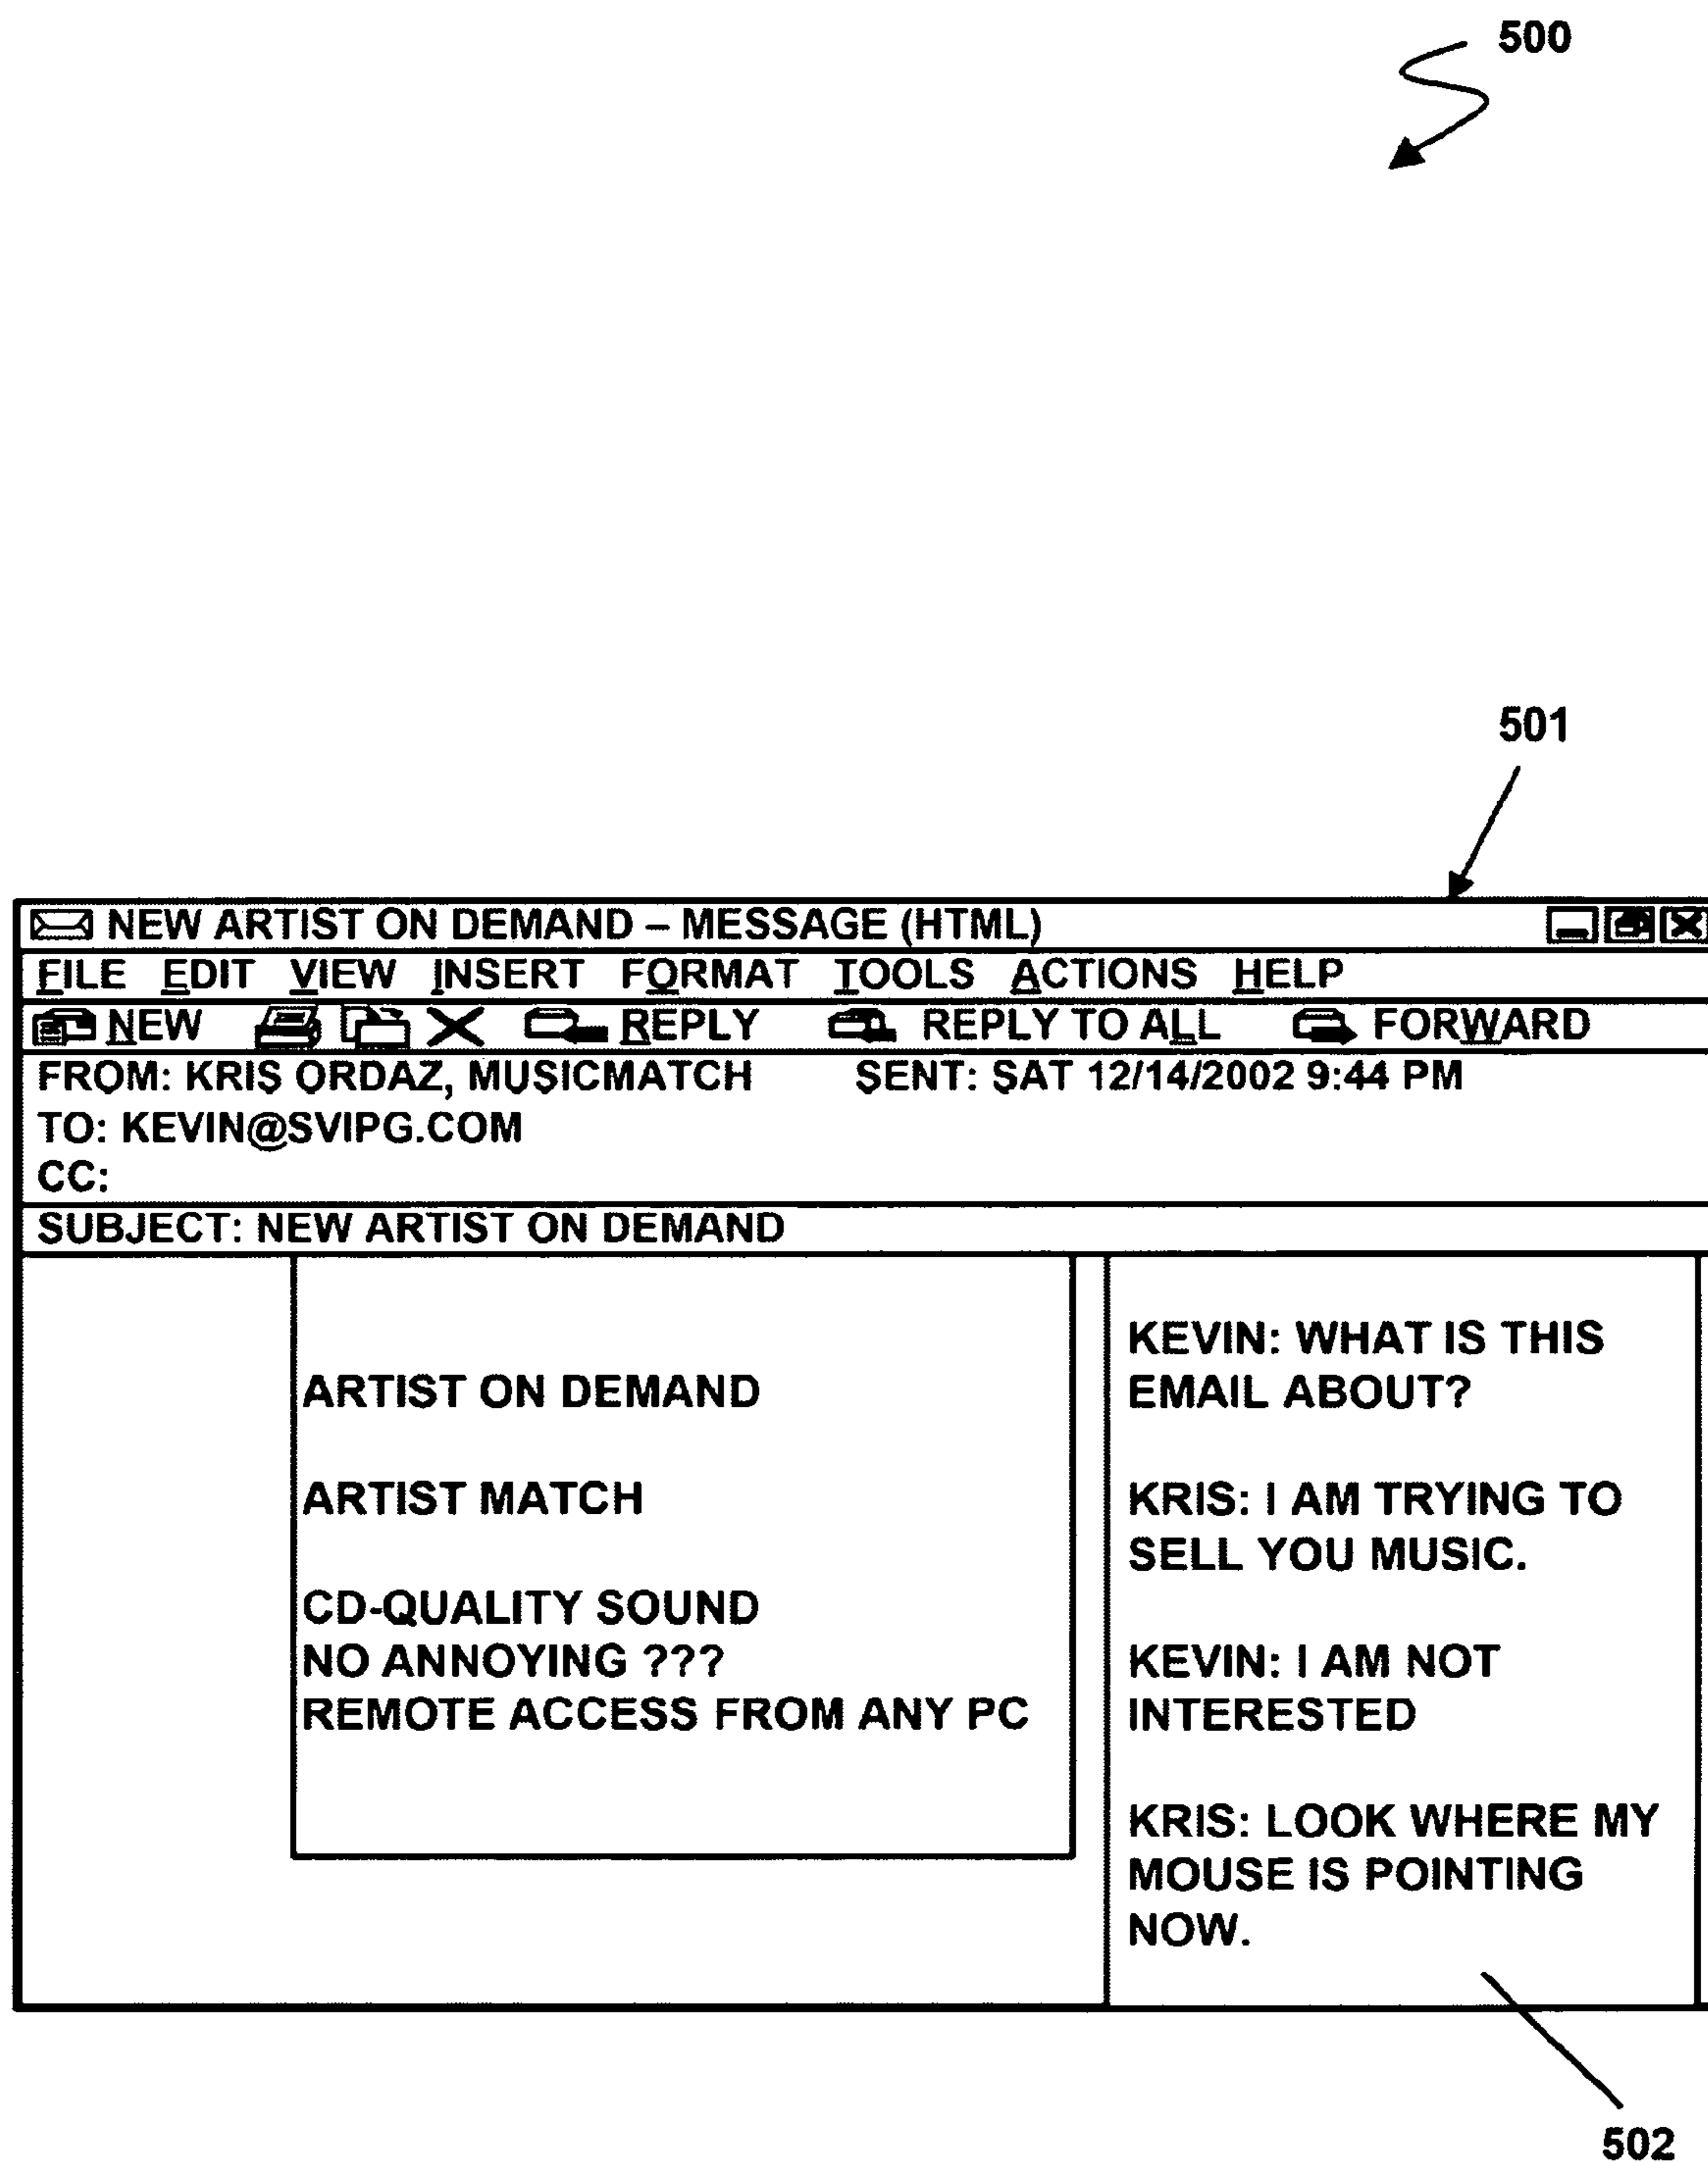 500
501
NEW ARTIST ON DEMAND – MESSAGE (HTML)
FILE EDIT VIEW INSERT FORMAT TOOLS ACTIONS HELP
NEW REPLY REPLY TO ALL FORWARD
FROM: KRIS ORDAZ, MUSICMATCH SENT: SAT 12/14/2002 9:44 PM
TO: KEVIN@SVIPG.COM
CC:
SUBJECT: NEW ARTIST ON DEMAND
ARTIST ON DEMAND
ARTIST MATCH
CD-QUALITY SOUND
NO ANNOYING ???
REMOTE ACCESS FROM ANY PC
KEVIN: WHAT IS THIS
EMAIL ABOUT?
KRIS: I AM TRYING TO
SELL YOU MUSIC.
KEVIN: I AM NOT
INTERESTED
KRIS: LOOK WHERE MY
MOUSE IS POINTING
NOW.
502